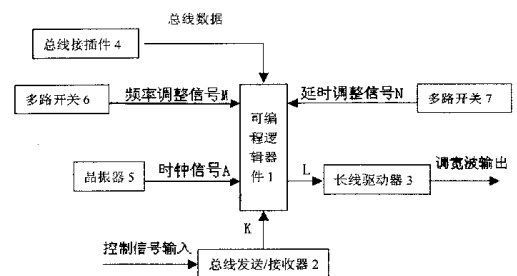 总线数据
总线接插件 4
多路开关 6
频率调整信号M
延时调整信号N
多路开关 7
可编
程逻
辑器
件 1
晶振器 5
时钟信号A
L
长线驱动器 3
调宽波输出
K
控制信号输入
总线发送/接收器 2